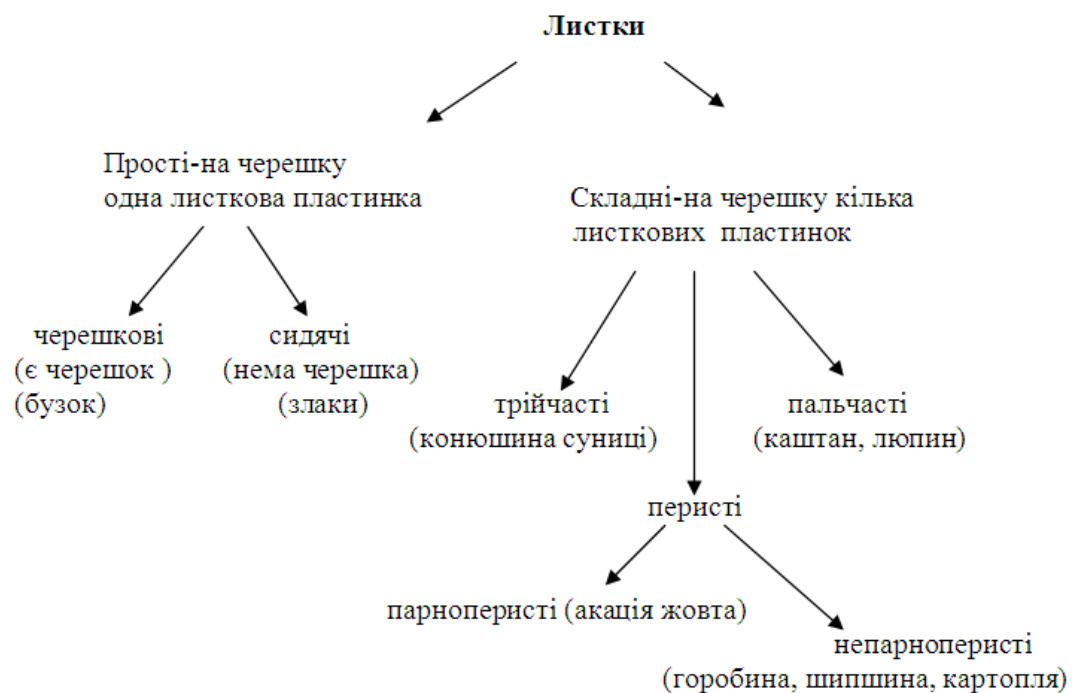 Листки
Прості-на черешку
одна листкова пластинка
Складні-на черешку кілька
листкових пластинок
черешкові
(є черешок )
(бузок)
сидячі
(нема черешка)
(злаки)
трійчасті
(конюшина суниці)
пальчасті
(каштан, люпин)
перисті
парноперисті (акація жовта)
непарноперисті
(горобина, шипшина, картопля)